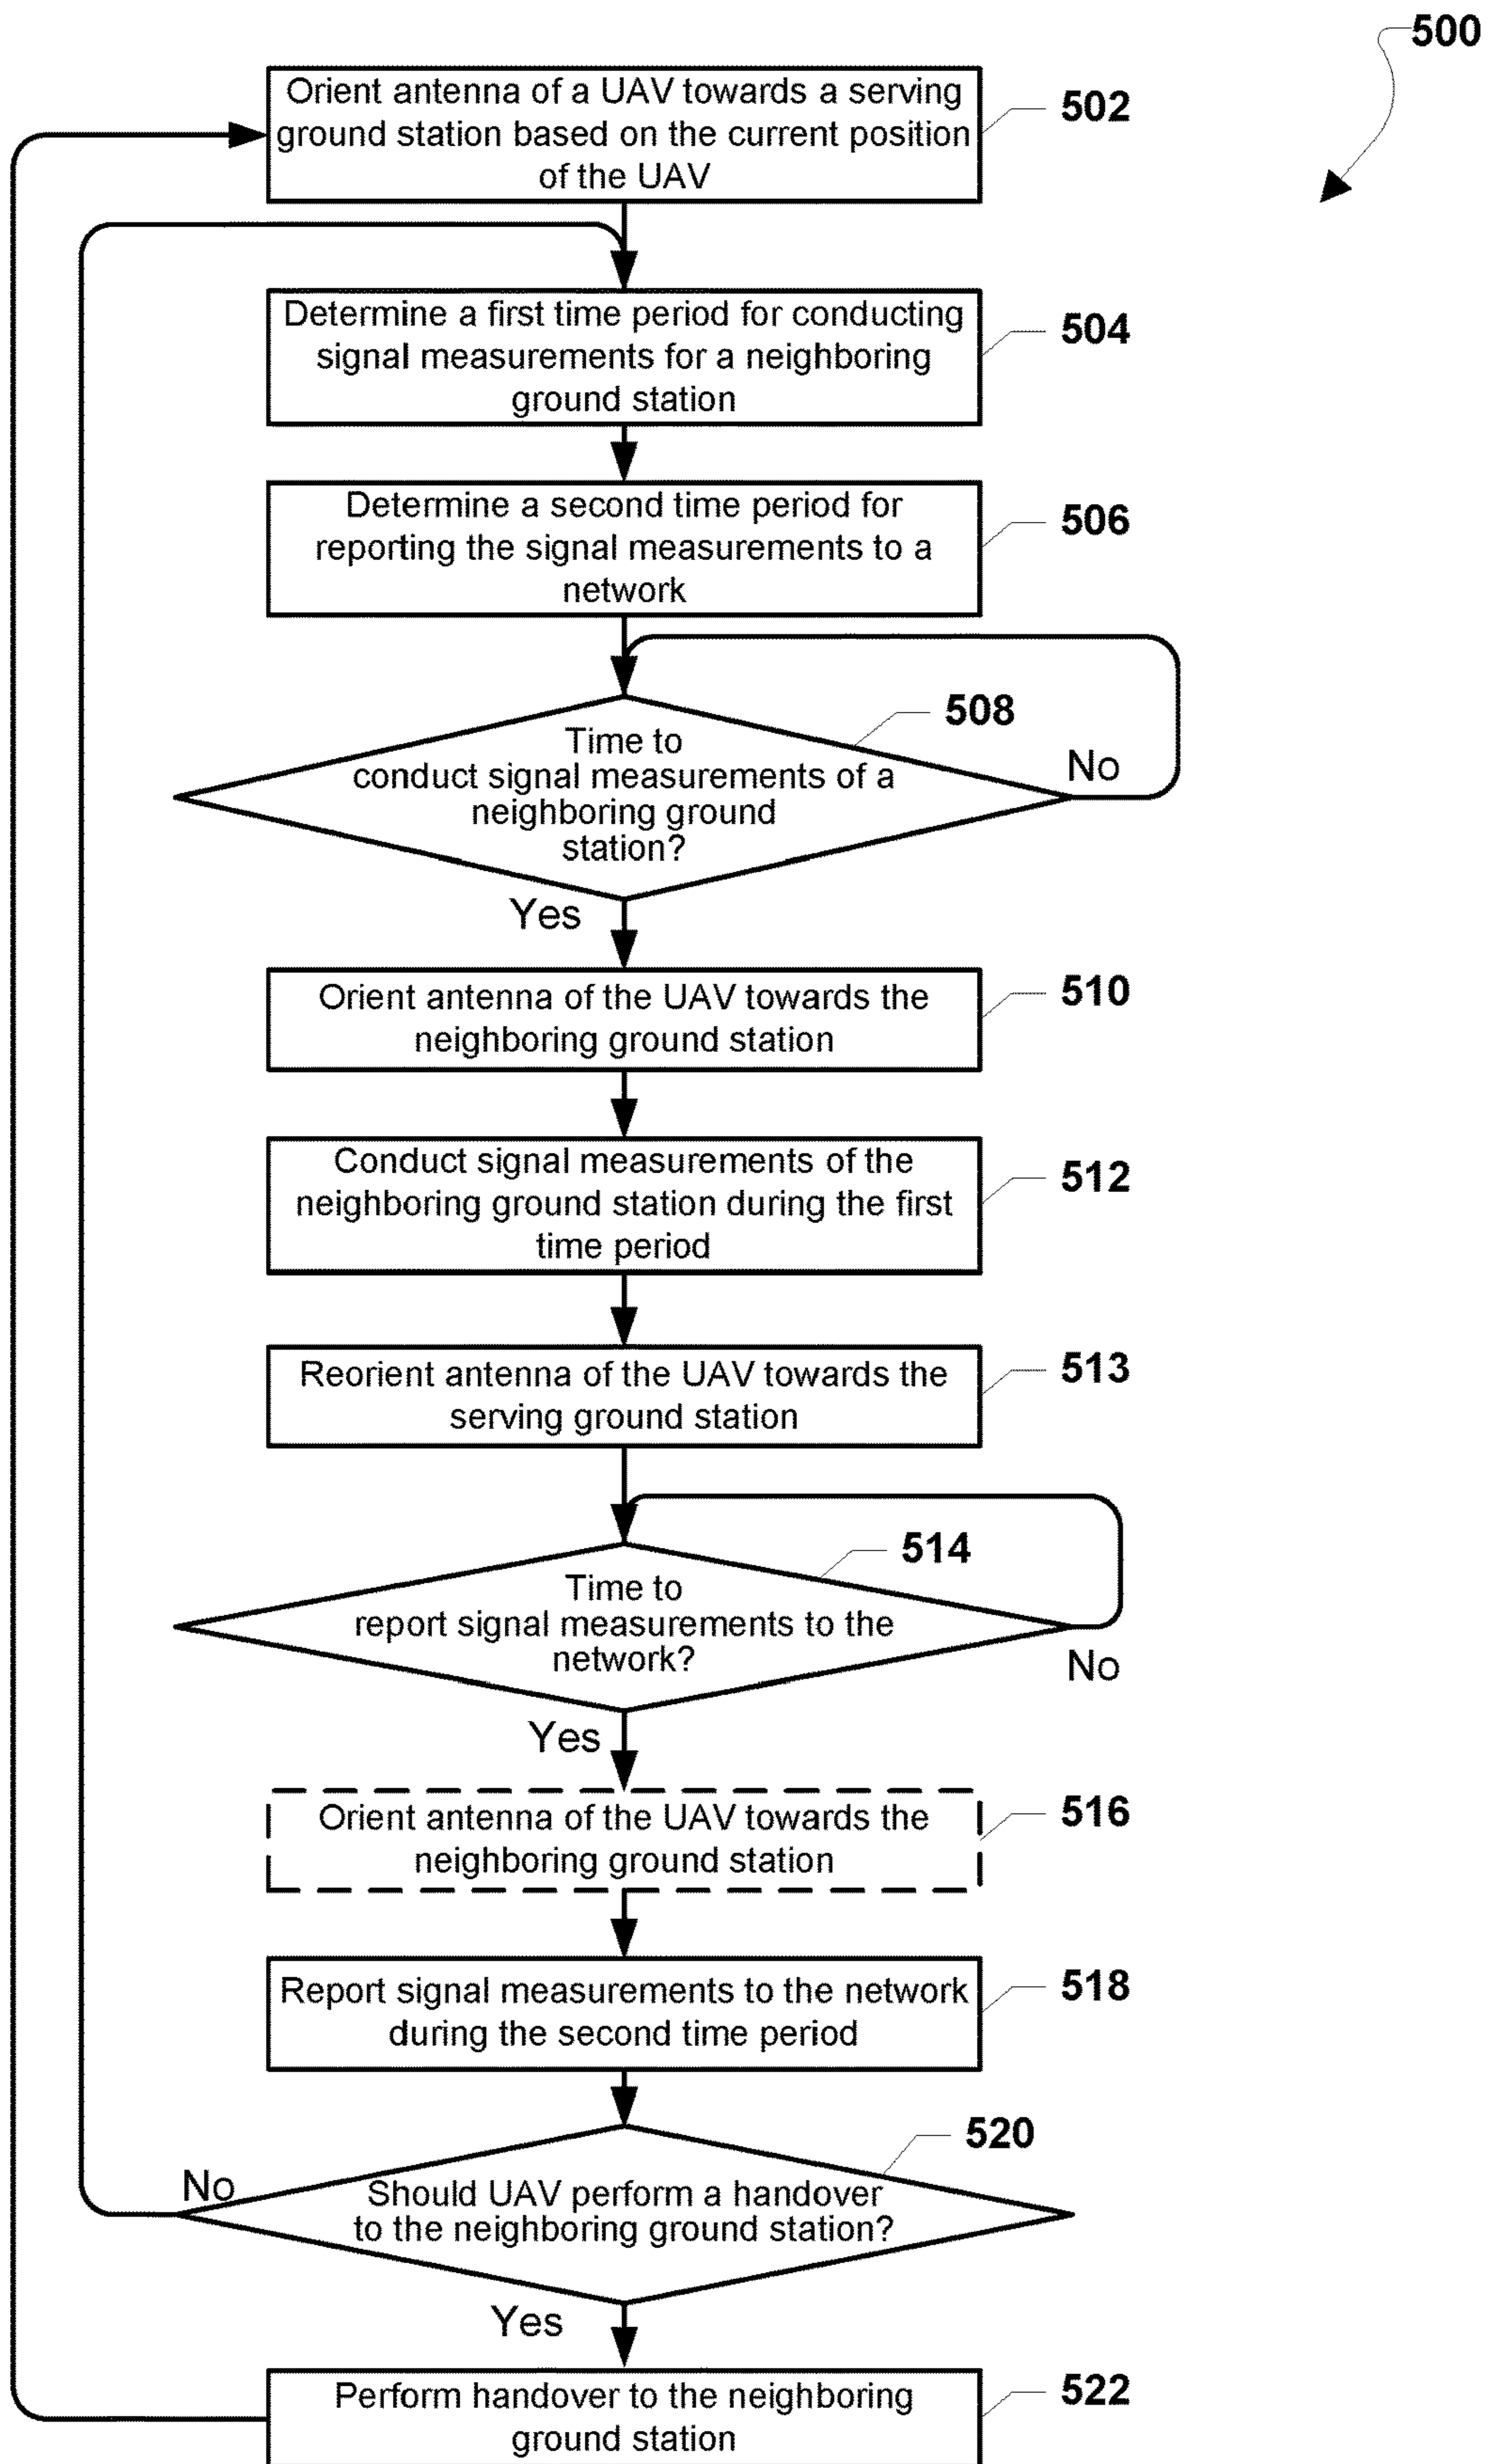 500
Orient antenna of a UAV towards a serving
ground station based on the current position
of the UAV
502
Determine a first time period for conducting
signal measurements for a neighboring
ground station
504
Determine a second time period for
reporting the signal measurements to a
network
506
508
Time to
conduct signal measurements of a
neighboring ground
station?
No
Yes
Orient antenna of the UAV towards the
neighboring ground station
510
Conduct signal measurements of the
neighboring ground station during the first
time period
512
Reorient antenna of the UAV towards the
serving ground station
513
514
Time to
report signal measurements to the
network?
No
Yes
Orient antenna of the UAV towards the
neighboring ground station
516
Report signal measurements to the network
during the second time period
518
520
No
Should UAV perform a handover
to the neighboring ground station?
Yes
Perform handover to the neighboring
ground station
522